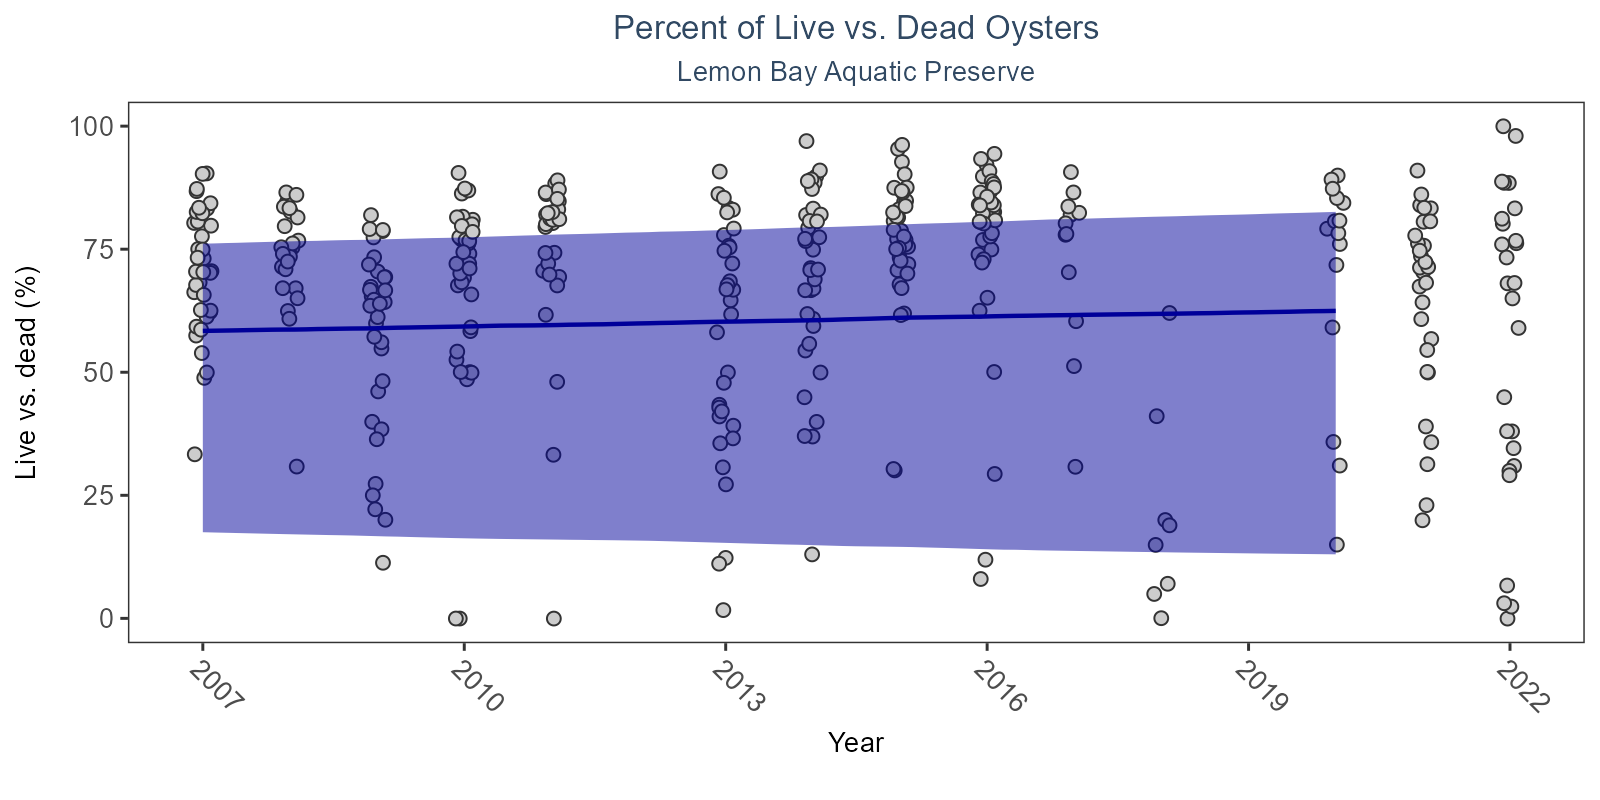 Percent of Live vs. Dead Oysters
Lemon Bay Aquatic Preserve
Live vs. dead (%)
100
75
50
25
0
2007
2010
2013
2016
2019
2022
Year